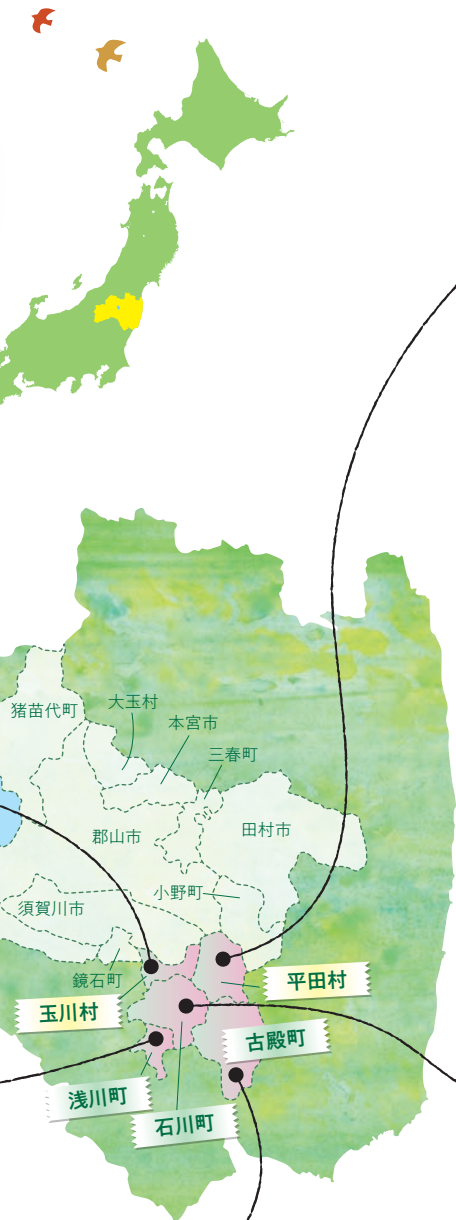 猪苗代町
大玉村
本宮市
三春町
郡山市
田村市
小野町
須賀川市
鏡石町
平田村
玉川村
古殿町
浅川町
石川町